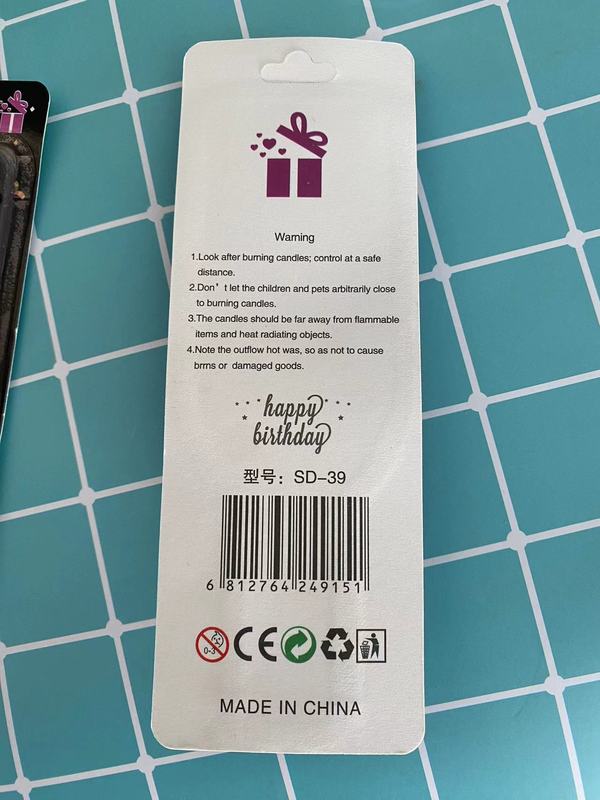 Warning
1.Look after burning candles; control at a safe
distance.
2.Don't let the children and pets arbitrarily close
to burning candles.
3.The candles should be far away from flammable
items and heat radiating objects.
4.Note the outflow hot was, so as not to cause
brrns or damaged goods.
happy
birthday
型号：SD-39
6 812764 249151
0-3
CE
MADE IN CHINA